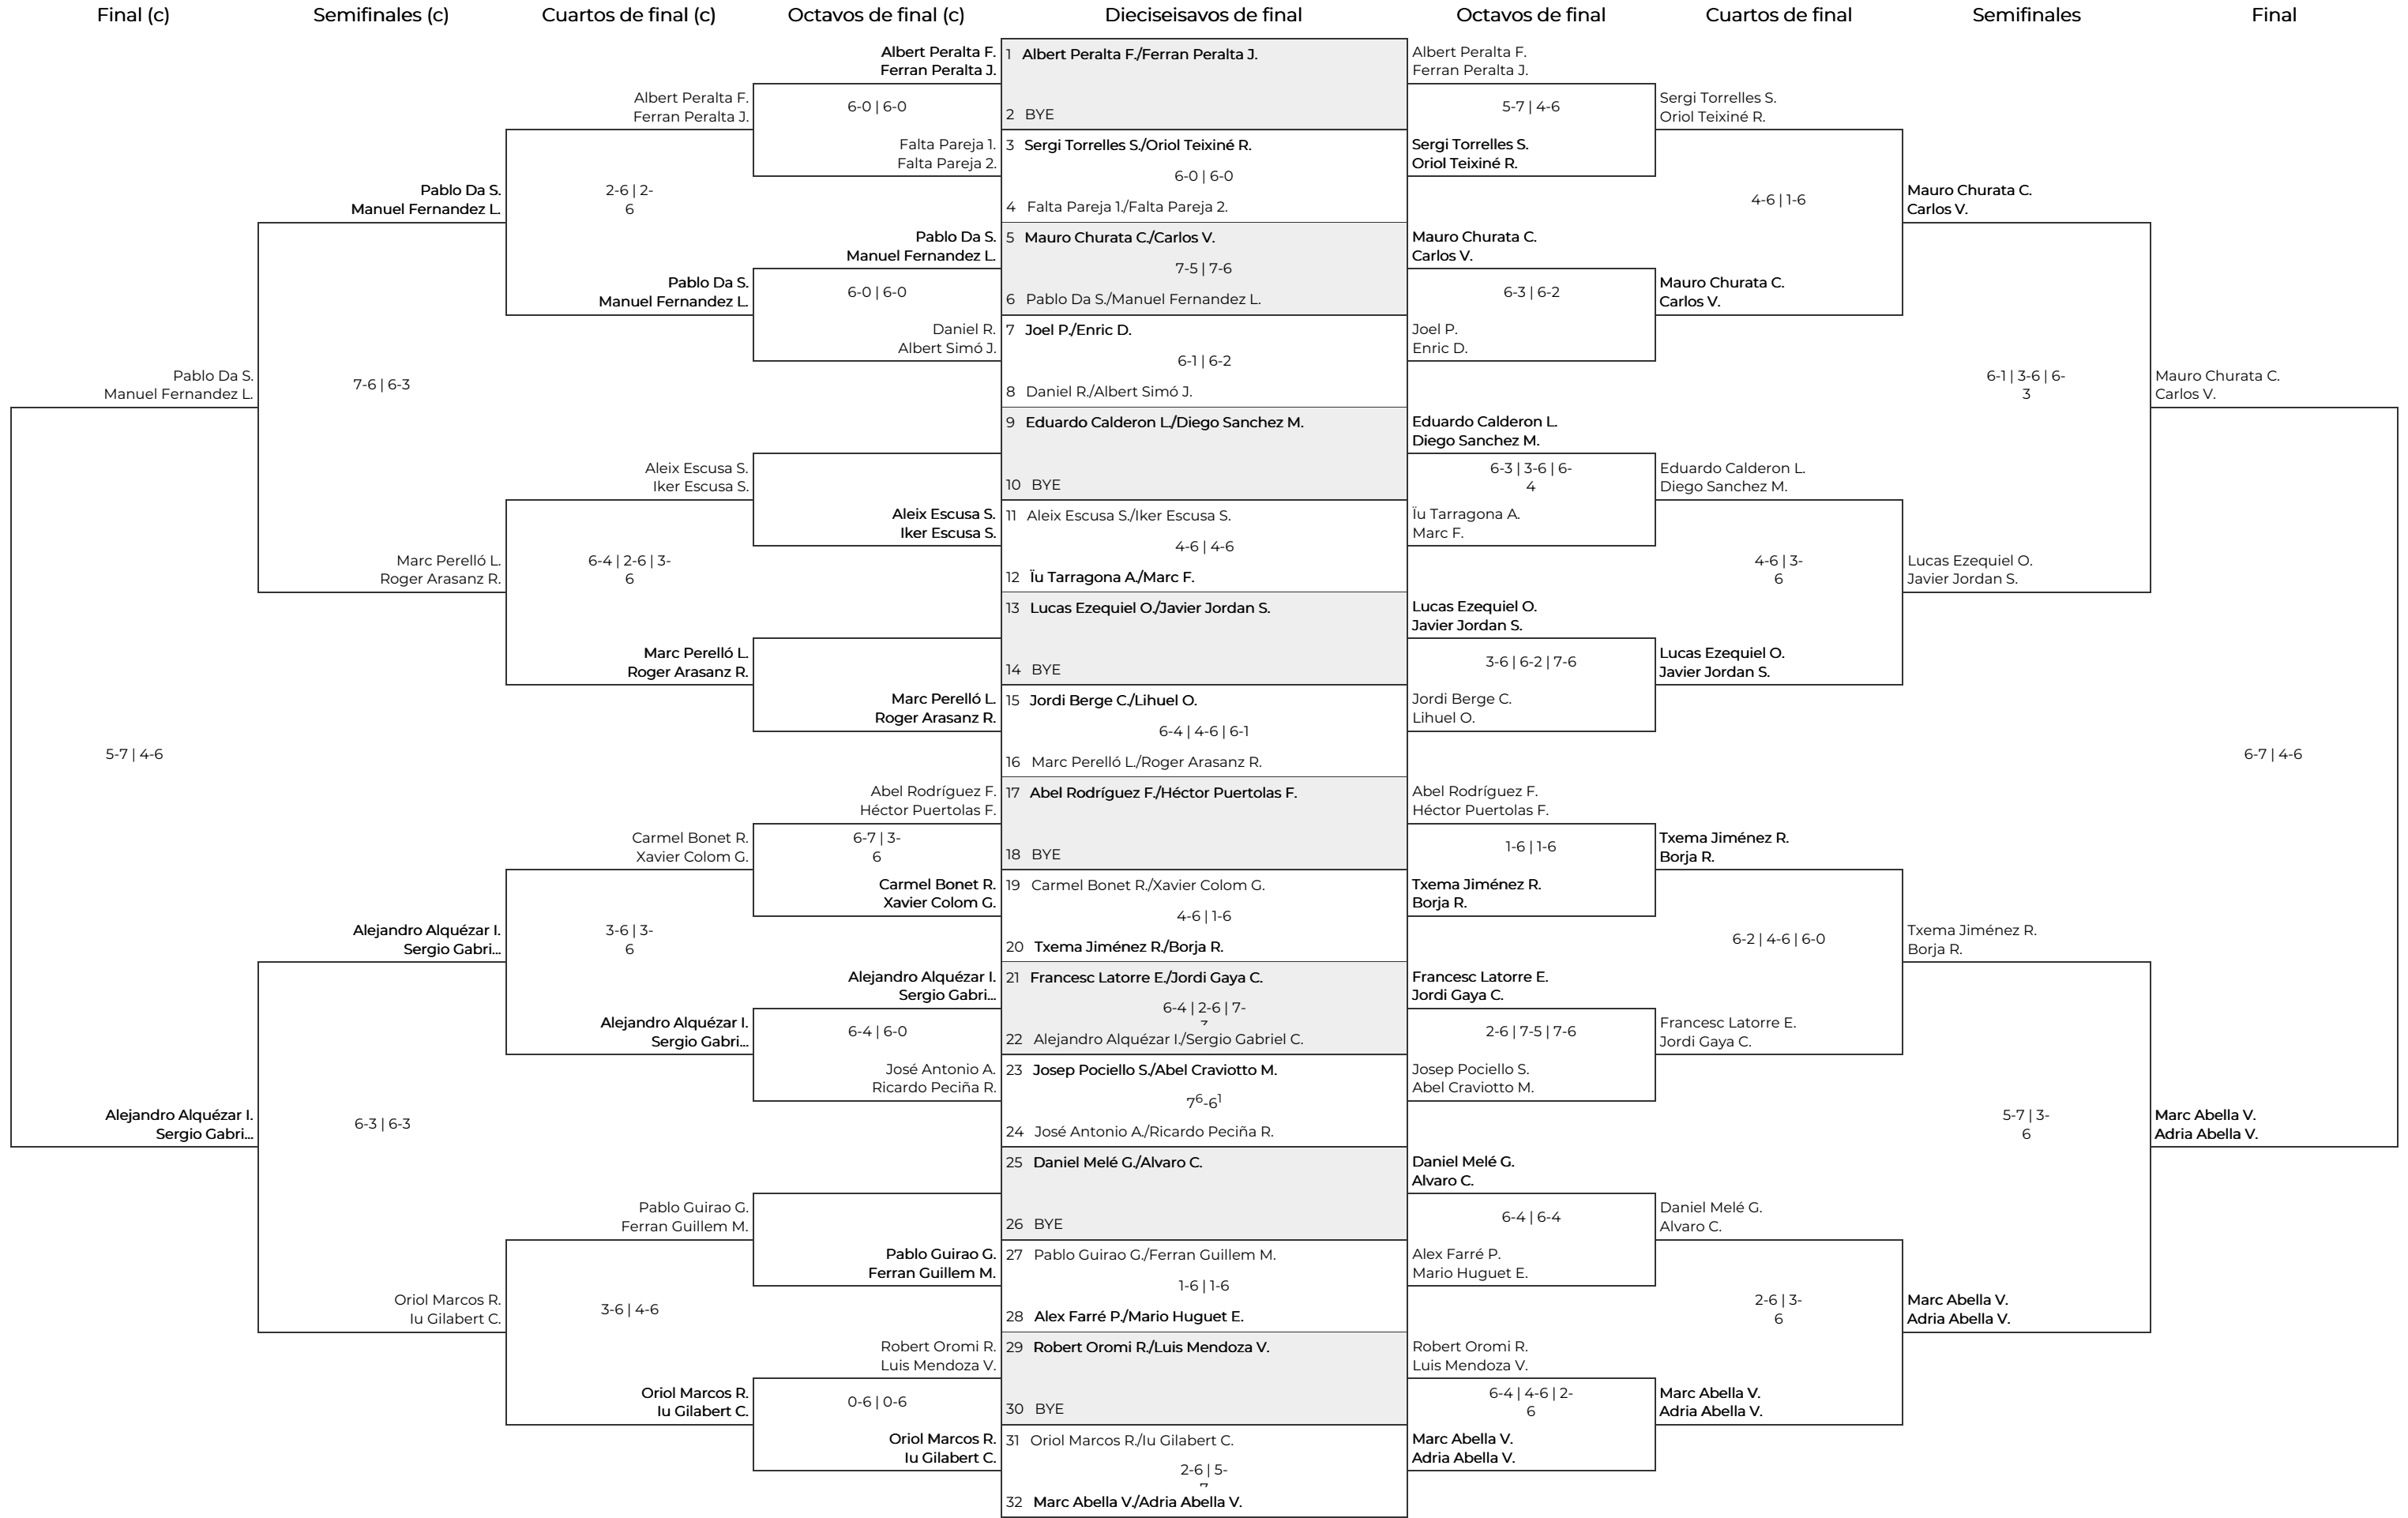 Final (c)
Semifinales (c)
Cuartos de final (c)
Octavos de final (c)
Dieciseisavos de final
Octavos de final
Cuartos de final
Semifinales
Final
Pablo Da S.
Manuel Fernandez L.
5-7 | 4-6
Alejandro Alquézar I.
Sergio Gabri...
Pablo Da S.
Manuel Fernandez L.
7-6 | 6-3
Marc Perelló L.
Roger Arasanz R.
Alejandro Alquézar I.
Sergio Gabri...
6-3 | 6-3
Oriol Marcos R.
Iu Gilabert C.
Albert Peralta F.
Ferran Peralta J.
2-6 | 2-
6
Pablo Da S.
Manuel Fernandez L.
Aleix Escusa S.
Iker Escusa S.
6-4 | 2-6 | 3-
6
Marc Perelló L.
Roger Arasanz R.
Carmel Bonet R.
Xavier Colom G.
3-6 | 3-
6
Alejandro Alquézar I.
Sergio Gabri...
Pablo Guirao G.
Ferran Guillem M.
3-6 | 4-6
Oriol Marcos R.
Iu Gilabert C.
Albert Peralta F.
Ferran Peralta J.
6-0 | 6-0
Falta Pareja 1.
Falta Pareja 2.
Pablo Da S.
Manuel Fernandez L.
6-0 | 6-0
Daniel R.
Albert Simó J.
Aleix Escusa S.
Iker Escusa S.
Marc Perelló L.
Roger Arasanz R.
Abel Rodríguez F.
Héctor Puertolas F.
6-7 | 3-
6
Carmel Bonet R.
Xavier Colom G.
Alejandro Alquézar I.
Sergio Gabri...
6-4 | 6-0
José Antonio A.
Ricardo Peciña R.
Pablo Guirao G.
Ferran Guillem M.
Robert Oromi R.
Luis Mendoza V.
0-6 | 0-6
Oriol Marcos R.
Iu Gilabert C.
1 Albert Peralta F./Ferran Peralta J.
2 BYE
3 Sergi Torrelles S./Oriol Teixiné R.
6-0 | 6-0
4 Falta Pareja 1./Falta Pareja 2.
5 Mauro Churata C./Carlos V.
7-5 | 7-6
6 Pablo Da S./Manuel Fernandez L.
7 Joel P./Enric D.
6-1 | 6-2
8 Daniel R./Albert Simó J.
9 Eduardo Calderon L./Diego Sanchez M.
10 BYE
11 Aleix Escusa S./Iker Escusa S.
4-6 | 4-6
12 Ïu Tarragona A./Marc F.
13 Lucas Ezequiel O./Javier Jordan S.
14 BYE
15 Jordi Berge C./Lihuel O.
6-4 | 4-6 | 6-1
16 Marc Perelló L./Roger Arasanz R.
17 Abel Rodríguez F./Héctor Puertolas F.
18 BYE
19 Carmel Bonet R./Xavier Colom G.
4-6 | 1-6
20 Txema Jiménez R./Borja R.
21 Francesc Latorre E./Jordi Gaya C.
6-4 | 2-6 | 7-
22 Alejandro Alquézar I./Sergio Gabriel C.
23 Josep Pociello S./Abel Craviotto M.
7⁶-6¹
24 José Antonio A./Ricardo Peciña R.
25 Daniel Melé G./Alvaro C.
26 BYE
27 Pablo Guirao G./Ferran Guillem M.
1-6 | 1-6
28 Alex Farré P./Mario Huguet E.
29 Robert Oromi R./Luis Mendoza V.
30 BYE
31 Oriol Marcos R./Iu Gilabert C.
2-6 | 5-
32 Marc Abella V./Adria Abella V.
Albert Peralta F.
Ferran Peralta J.
5-7 | 4-6
Sergi Torrelles S.
Oriol Teixiné R.
Mauro Churata C.
Carlos V.
6-3 | 6-2
Joel P.
Enric D.
Eduardo Calderon L.
Diego Sanchez M.
6-3 | 3-6 | 6-
4
Ïu Tarragona A.
Marc F.
Lucas Ezequiel O.
Javier Jordan S.
3-6 | 6-2 | 7-6
Jordi Berge C.
Lihuel O.
Abel Rodríguez F.
Héctor Puertolas F.
1-6 | 1-6
Txema Jiménez R.
Borja R.
Francesc Latorre E.
Jordi Gaya C.
2-6 | 7-5 | 7-6
Josep Pociello S.
Abel Craviotto M.
Daniel Melé G.
Alvaro C.
6-4 | 6-4
Alex Farré P.
Mario Huguet E.
Robert Oromi R.
Luis Mendoza V.
6-4 | 4-6 | 2-
6
Marc Abella V.
Adria Abella V.
Sergi Torrelles S.
Oriol Teixiné R.
4-6 | 1-6
Mauro Churata C.
Carlos V.
Eduardo Calderon L.
Diego Sanchez M.
4-6 | 3-
6
Lucas Ezequiel O.
Javier Jordan S.
Txema Jiménez R.
Borja R.
6-2 | 4-6 | 6-0
Francesc Latorre E.
Jordi Gaya C.
Daniel Melé G.
Alvaro C.
2-6 | 3-
6
Marc Abella V.
Adria Abella V.
Mauro Churata C.
Carlos V.
6-1 | 3-6 | 6-
3
Lucas Ezequiel O.
Javier Jordan S.
Txema Jiménez R.
Borja R.
5-7 | 3-
6
Marc Abella V.
Adria Abella V.
Mauro Churata C.
Carlos V.
6-7 | 4-6
Marc Abella V.
Adria Abella V.